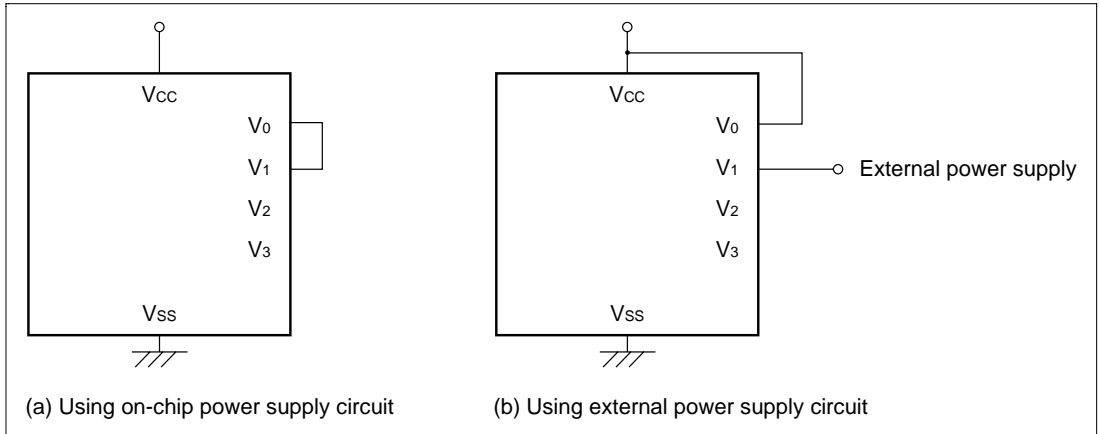 VCC
V0
V1
V2
V3
VSS
(a) Using on-chip power supply circuit
VCC
V0
V1
External power supply
V2
V3
VSS
(b) Using external power supply circuit